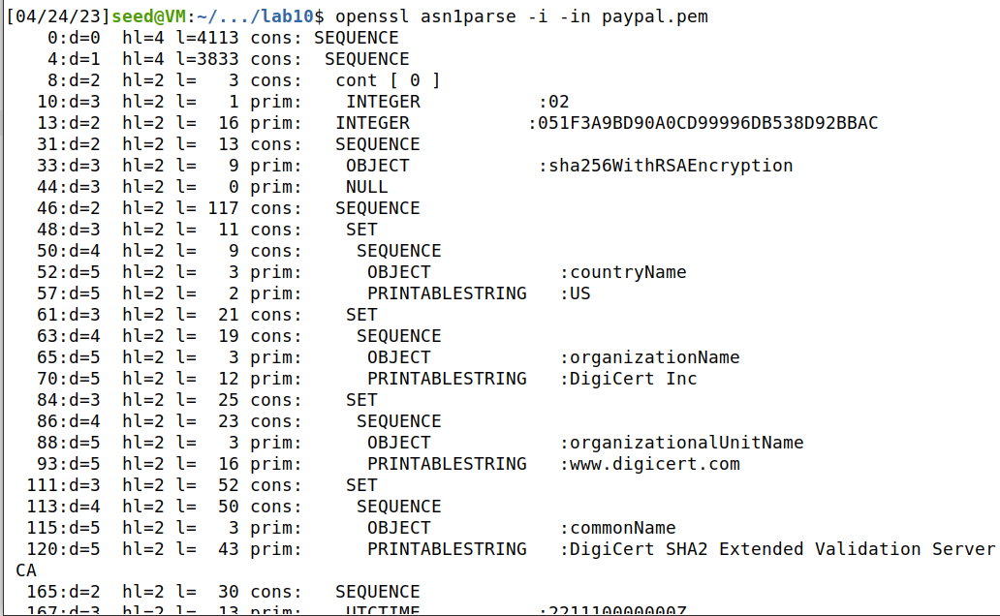 [04/24/23]seed@VM:~/.../lab10$ openssl asn1parse -i -in paypal.pem
    0:d=0  hl=4 l=4113 cons: SEQUENCE
    4:d=1  hl=4 l=3833 cons:  SEQUENCE
    8:d=2  hl=2 l=   3 cons:   cont [ 0 ]
   10:d=3  hl=2 l=   1 prim:    INTEGER           :02
   13:d=2  hl=2 l=  16 prim:   INTEGER           :051F3A9BD90A0CD99996DB538D92BBAC
   31:d=2  hl=2 l=  13 cons:   SEQUENCE
   33:d=3  hl=2 l=   9 prim:    OBJECT            :sha256WithRSAEncryption
   44:d=3  hl=2 l=   0 prim:    NULL
   46:d=2  hl=2 l= 117 cons:   SEQUENCE
   48:d=3  hl=2 l=  11 cons:    SET
   50:d=4  hl=2 l=   9 cons:     SEQUENCE
   52:d=5  hl=2 l=   3 prim:      OBJECT            :countryName
   57:d=5  hl=2 l=   2 prim:      PRINTABLESTRING   :US
   61:d=3  hl=2 l=  21 cons:    SET
   63:d=4  hl=2 l=  19 cons:     SEQUENCE
   65:d=5  hl=2 l=   3 prim:      OBJECT            :organizationName
   70:d=5  hl=2 l=  12 prim:      PRINTABLESTRING   :DigiCert Inc
   84:d=3  hl=2 l=  25 cons:    SET
   86:d=4  hl=2 l=  23 cons:     SEQUENCE
   88:d=5  hl=2 l=   3 prim:      OBJECT            :organizationalUnitName
   93:d=5  hl=2 l=  16 prim:      PRINTABLESTRING   :www.digicert.com
  111:d=3  hl=2 l=  52 cons:    SET
  113:d=4  hl=2 l=  50 cons:     SEQUENCE
  115:d=5  hl=2 l=   3 prim:      OBJECT            :commonName
  120:d=5  hl=2 l=  43 prim:      PRINTABLESTRING   :DigiCert SHA2 Extended Validation Server
 CA
  165:d=2  hl=2 l=  30 cons:   SEQUENCE
  167:d=3  hl=2 l=  13 prim:    UTCTIME           :221110000000Z